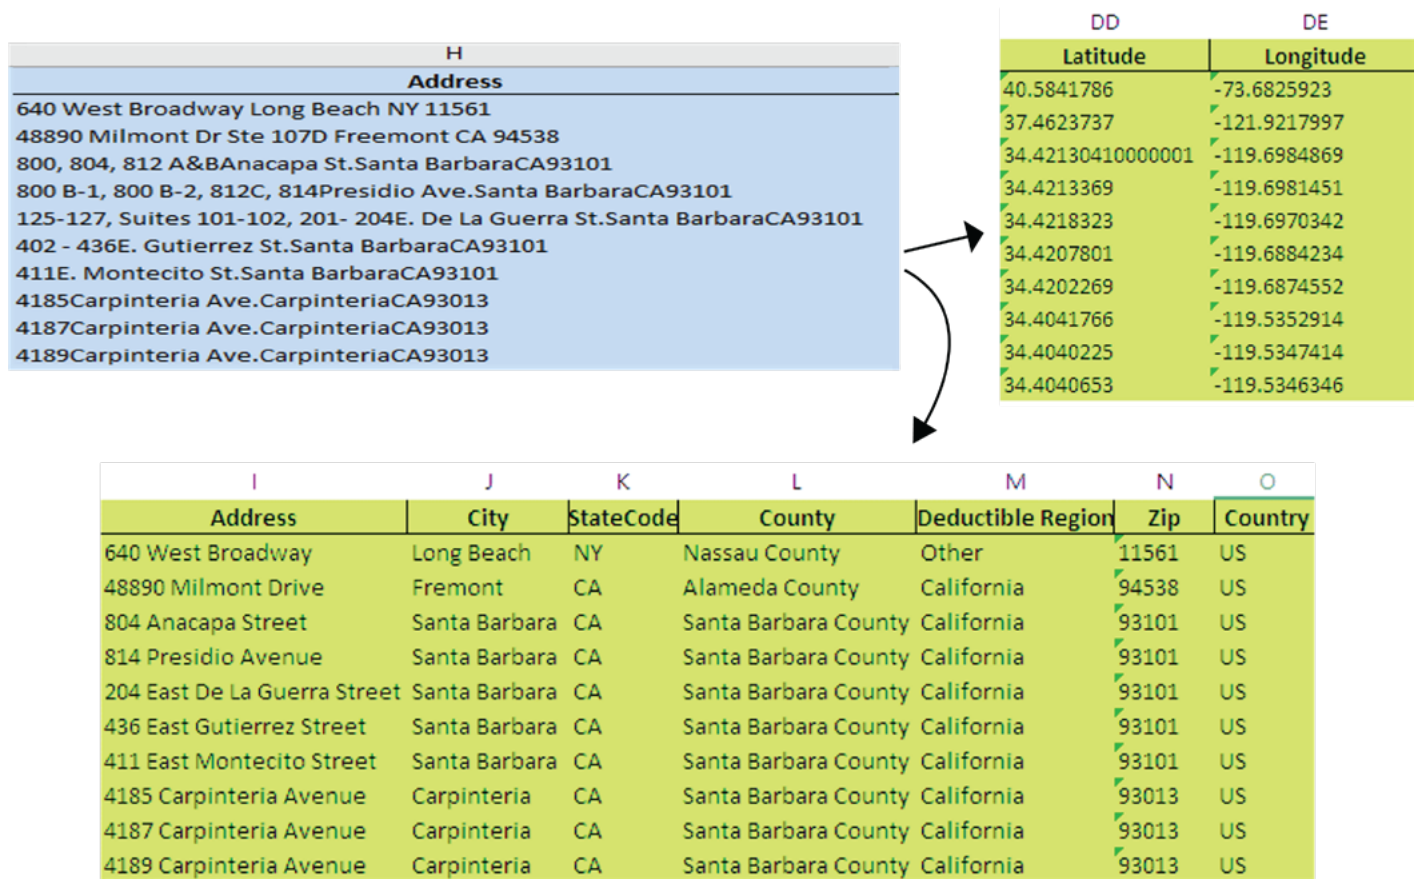 H
Address
640 West Broadway Long Beach NY 11561
48890 Milmont Dr Ste 107D Freemont CA 94538
800, 804, 812 A&BAnacapa St.Santa BarbaraCA93101
800 B-1, 800 B-2, 812C, 814Presidio Ave.Santa BarbaraCA93101
125-127, Suites 101-102, 201- 204E. De La Guerra St.Santa BarbaraCA93101
402 - 436E. Gutierrez St.Santa BarbaraCA93101
411E. Montecito St.Santa BarbaraCA93101
4185Carpinteria Ave.CarpinteriaCA93013
4187Carpinteria Ave.CarpinteriaCA93013
4189Carpinteria Ave.CarpinteriaCA93013
DD DE
Latitude Longitude
40.5841786 -73.6825923
37.4623737 -121.9217997
34.42130410000001 -119.6984869
34.4213369 -119.6981451
34.4218323 -119.6970342
34.4207801 -119.6884234
34.4202269 -119.6874552
34.4041766 -119.5352914
34.4040225 -119.5347414
34.4040653 -119.5346346
I J K L M N O
Address City StateCode County Deductible Region Zip Country
640 West Broadway Long Beach NY Nassau County Other 11561 US
48890 Milmont Drive Fremont CA Alameda County California 94538 US
804 Anacapa Street Santa Barbara CA Santa Barbara County California 93101 US
814 Presidio Avenue Santa Barbara CA Santa Barbara County California 93101 US
204 East De La Guerra Street Santa Barbara CA Santa Barbara County California 93101 US
436 East Gutierrez Street Santa Barbara CA Santa Barbara County California 93101 US
411 East Montecito Street Santa Barbara CA Santa Barbara County California 93101 US
4185 Carpinteria Avenue Carpinteria CA Santa Barbara County California 93013 US
4187 Carpinteria Avenue Carpinteria CA Santa Barbara County California 93013 US
4189 Carpinteria Avenue Carpinteria CA Santa Barbara County California 93013 US